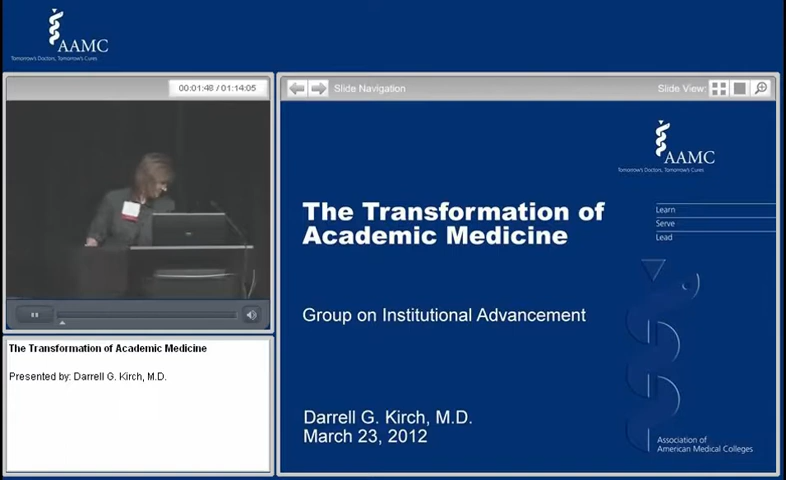 AAMC
Tomorrow's Doctors, Tomorrow's Cures
00:01:48 / 01:14:05
Slide Navigation
Slide View:
AAMC
Tomorrow's Doctors, Tomorrow's Cures
The Transformation of
Academic Medicine
Learn
Serve
Lead
Group on Institutional Advancement
Darrell G. Kirch, M.D.
March 23, 2012
Association of
American Medical Colleges
The Transformation of Academic Medicine
Presented by: Darrell G. Kirch, M.D.